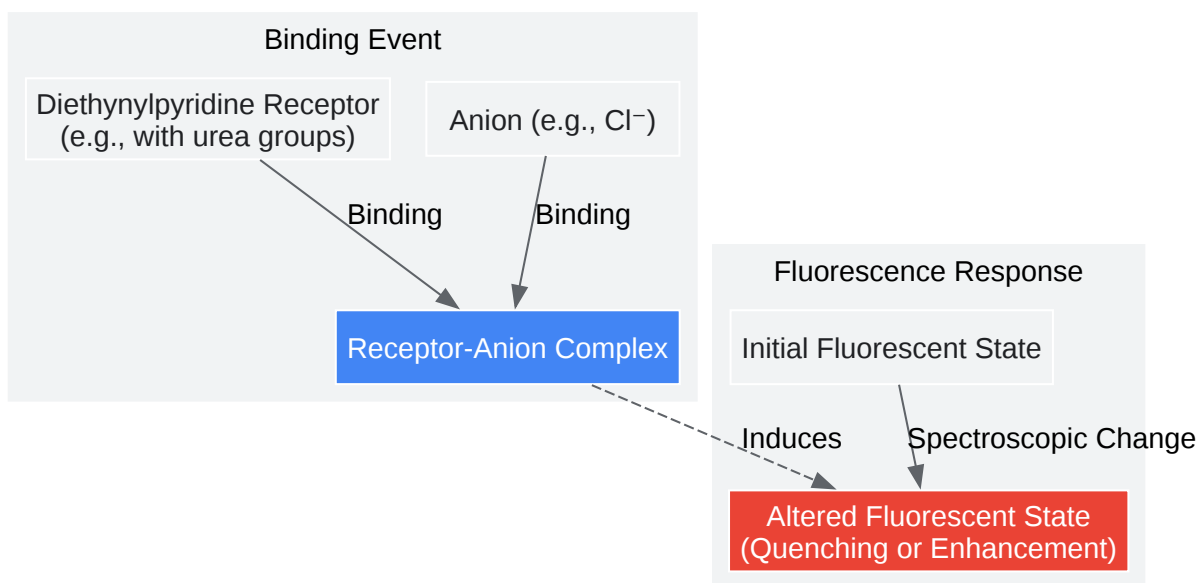 Binding Event
Diethynylpyridine Receptor
(e.g., with urea groups)
Anion (e.g., Cl⁻)
Binding
Binding
Receptor-Anion Complex
Fluorescence Response
Initial Fluorescent State
Induces
Spectroscopic Change
Altered Fluorescent State
(Quenching or Enhancement)